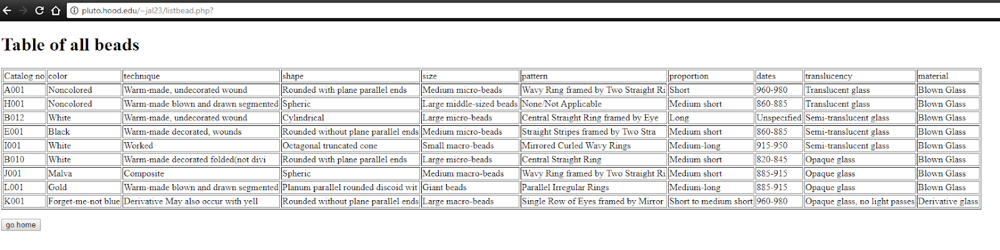 pluto.hood.edu/~jal23/listbead.php?
Table of all beads
Catalog no color technique shape size pattern proportion dates translucency material
A001 Noncolored Warm-made, undecorated wound Rounded with plane parallel ends Medium micro-beads Wavy Ring framed by Two Straight Ri Short 960-980 Translucent glass Blown Glass
H001 Noncolored Warm-made blown and drawn segmented Spheric Large middle-sized beads None/Not Applicable Medium short 860-885 Translucent glass Blown Glass
B012 White Warm-made, undecorated wound Cylindrical Large micro-beads Central Straight Ring framed by Eye Long Unspecified Semi-translucent glass Blown Glass
E001 Black Warm-made decorated, wounds Rounded without plane parallel ends Medium micro-beads Straight Stripes framed by Two Stra Medium short 860-885 Semi-translucent glass Blown Glass
I001 White Worked Octagonal truncated cone Small macro-beads Mirrored Curled Wavy Rings Medium-long 915-950 Semi-translucent glass Blown Glass
B010 White Warm-made decorated folded(not divi Rounded with plane parallel ends Large micro-beads Central Straight Ring Medium short 820-845 Opaque glass Blown Glass
J001 Malva Composite Spheric Medium macro-beads Wavy Ring framed by Two Straight Ri Medium short 885-915 Opaque glass Blown Glass
L001 Gold Warm-made blown and drawn segmented Planum parallel rounded discoid wit Giant beads Parallel Irregular Rings Medium-long 885-915 Opaque glass Blown Glass
K001 Forget-me-not blue Derivative May also occur with yell Rounded without plane parallel ends Large macro-beads Single Row of Eyes framed by Mirror Short to medium short 960-980 Opaque glass, no light passes Derivative glass
go home